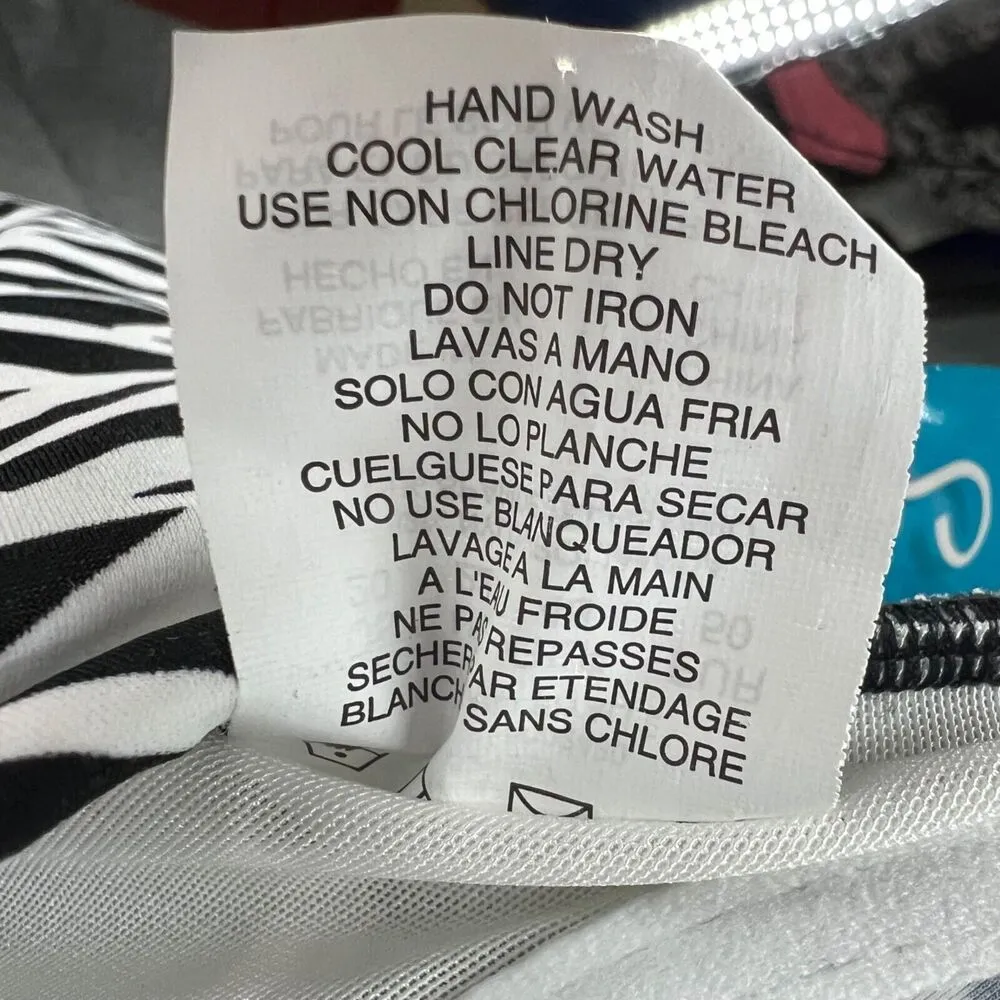 HAND WASH
COOL CLEAR WATER
USE NON CHLORINE BLEACH
LINE DRY
DO NOT IRON
LAVAS A MANO
SOLO CON AGUA FRIA
NO LO PLANCHE
CUELGUESE PARA SECAR
NO USE BLANQUEADOR
LAVAGE A LA MAIN
A L'EAU FROIDE
NE PAS REPASSES
SECHER PAR ETENDAGE
BLANCH SANS CHLORE